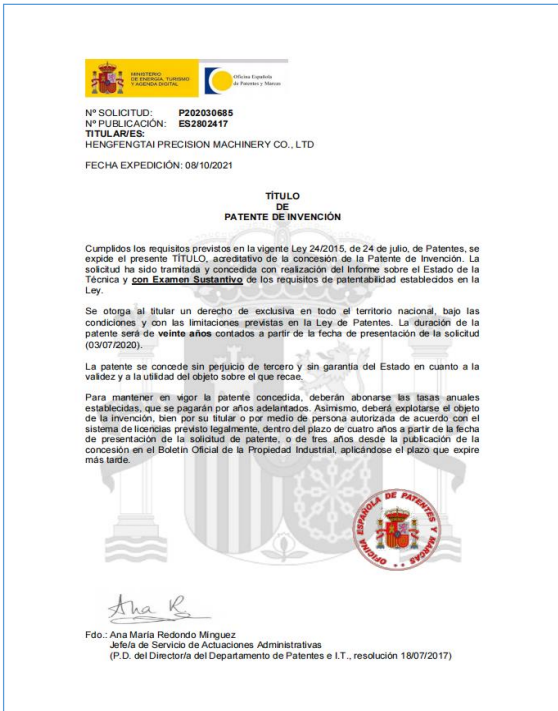 MINISTERIO
DE ENERGÍA, TURISMO
Y AGENDA DIGITAL
Oficina Española
de Patentes y Marcas
Nº SOLICITUD: P202030685
Nº PUBLICACIÓN: ES2802417
TITULAR/ES:
HENGFENGTAI PRECISION MACHINERY CO., LTD
FECHA EXPEDICIÓN: 08/10/2021
TÍTULO
DE
PATENTE DE INVENCIÓN
Cumplidos los requisitos previstos en la vigente Ley 24/2015, de 24 de julio, de Patentes, se
expide el presente TÍTULO, acreditativo de la concesión de la Patente de Invención. La
solicitud ha sido tramitada y concedida con realización del Informe sobre el Estado de la
Técnica y con Examen Sustantivo de los requisitos de patentabilidad establecidos en la
Ley.
Se otorga al titular un derecho de exclusiva en todo el territorio nacional, bajo las
condiciones y con las limitaciones previstas en la Ley de Patentes. La duración de la
patente será de veinte años contados a partir de la fecha de presentación de la solicitud
(03/07/2020).
La patente se concede sin perjuicio de tercero y sin garantía del Estado en cuanto a la
validez y a la utilidad del objeto sobre el que recae.
Para mantener en vigor la patente concedida, deberán abonarse las tasas anuales
establecidas, que se pagarán por años adelantados. Asimismo, deberá explotarse el objeto
de la invención, bien por su titular o por medio de persona autorizada de acuerdo con el
sistema de licencias previsto legalmente, dentro del plazo de cuatro años a partir de la fecha
de presentación de la solicitud de patente, o de tres años desde la publicación de la
concesión en el Boletín Oficial de la Propiedad Industrial, aplicándose el plazo que expire
más tarde.
OFICINA ESPAÑOLA DE PATENTES Y MARCAS
Ana R
Fdo.: Ana María Redondo Mínguez
Jefe/a de Servicio de Actuaciones Administrativas
(P.D. del Director/a del Departamento de Patentes e I.T., resolución 18/07/2017)